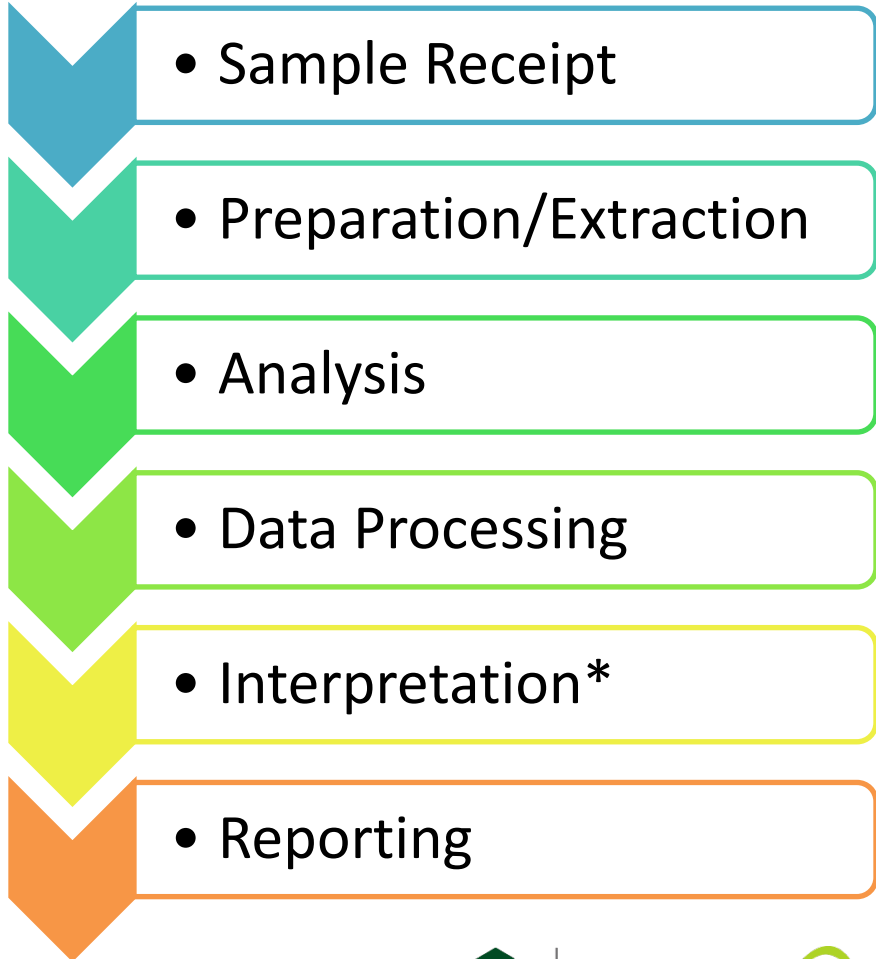 • Sample Receipt
• Preparation/Extraction
• Analysis
• Data Processing
• Interpretation*
• Reporting